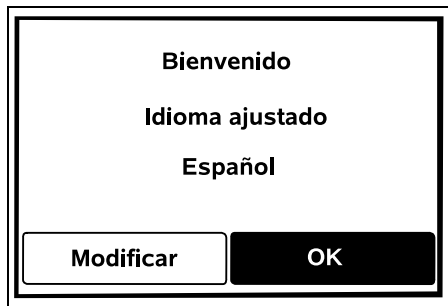 Bienvenido
Idioma ajustado
Español
Modificar
OK